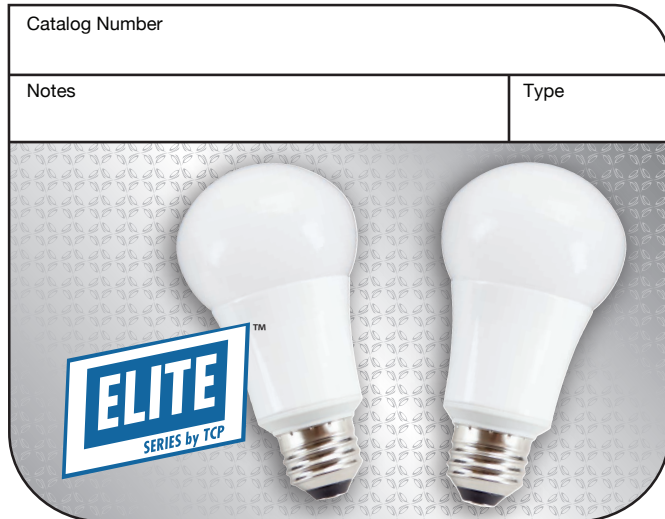 Catalog Number
Notes
Type
™
ELITE
SERIES by TCP